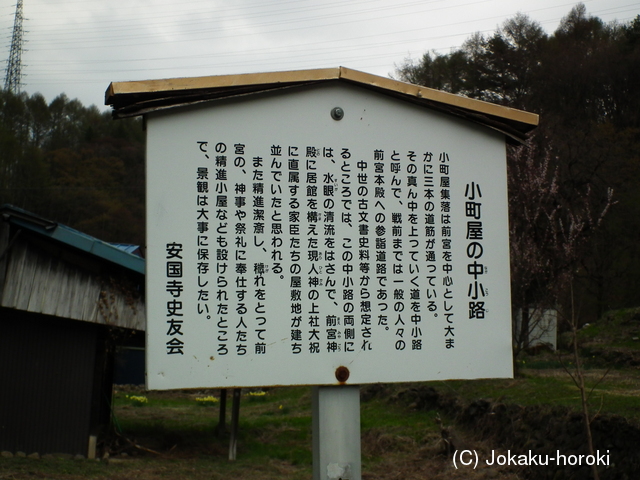 小町屋の中小路
小町屋集落は前宮を中心として大ま
かに三本の道筋が通っている。
その真ん中を上っていく道を中小路
と呼んで、戦前までは一般の人々の
前宮本殿への参詣道路であった。
中世の古文書史料等から想定され
るところでは、この中小路の両側に
は、水眼の清流をはさんで、前宮神
殿に居館を構えた現人神の上社大祝
に直属する家臣たちの屋敷地が建ち
並んでいたと思われる。
また精進潔斎し、穢れをとって前
宮の、神事や祭礼に奉仕する人たち
の精進小屋なども設けられたところ
で、景観は大事に保存したい。
安国寺史友会
(C) Jokaku-horoki